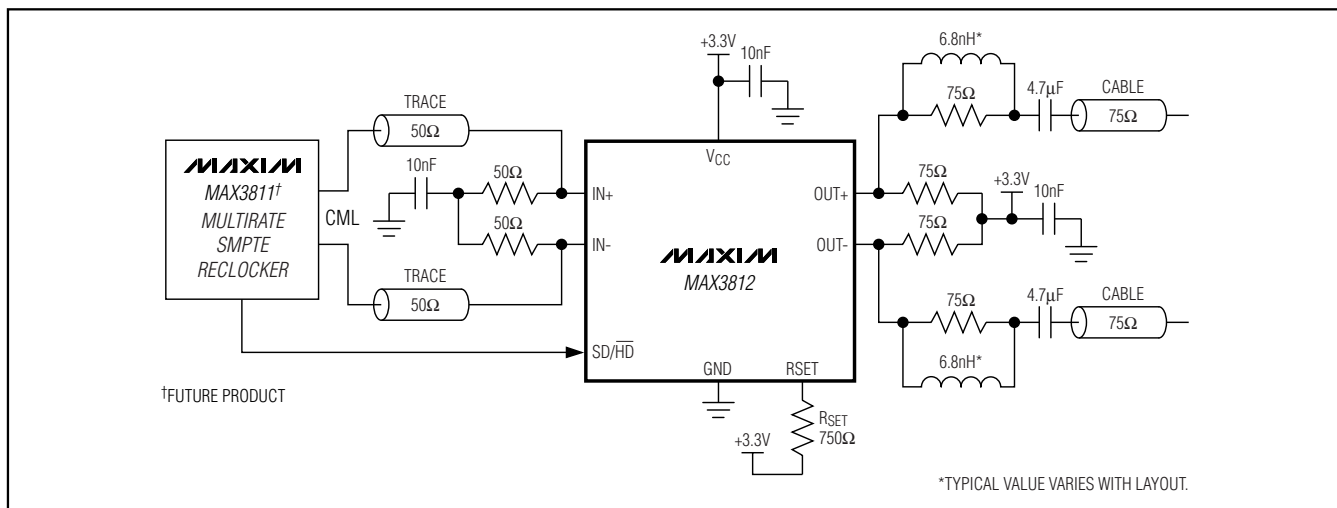 +3.3V
10nF
6.8nH*
75Ω
4.7µF
CABLE
75Ω
TRACE
50Ω
MAXIM
MAX3811†
MULTIRATE
SMPTE
RECLOCKER
CML
10nF
50Ω
50Ω
TRACE
50Ω
VCC
IN+
IN-
SD/HD
OUT+
OUT-
MAXIM
MAX3812
GND
RSET
75Ω
+3.3V
10nF
75Ω
75Ω
4.7µF
CABLE
75Ω
6.8nH*
RSET
750Ω
+3.3V
†FUTURE PRODUCT
*TYPICAL VALUE VARIES WITH LAYOUT.